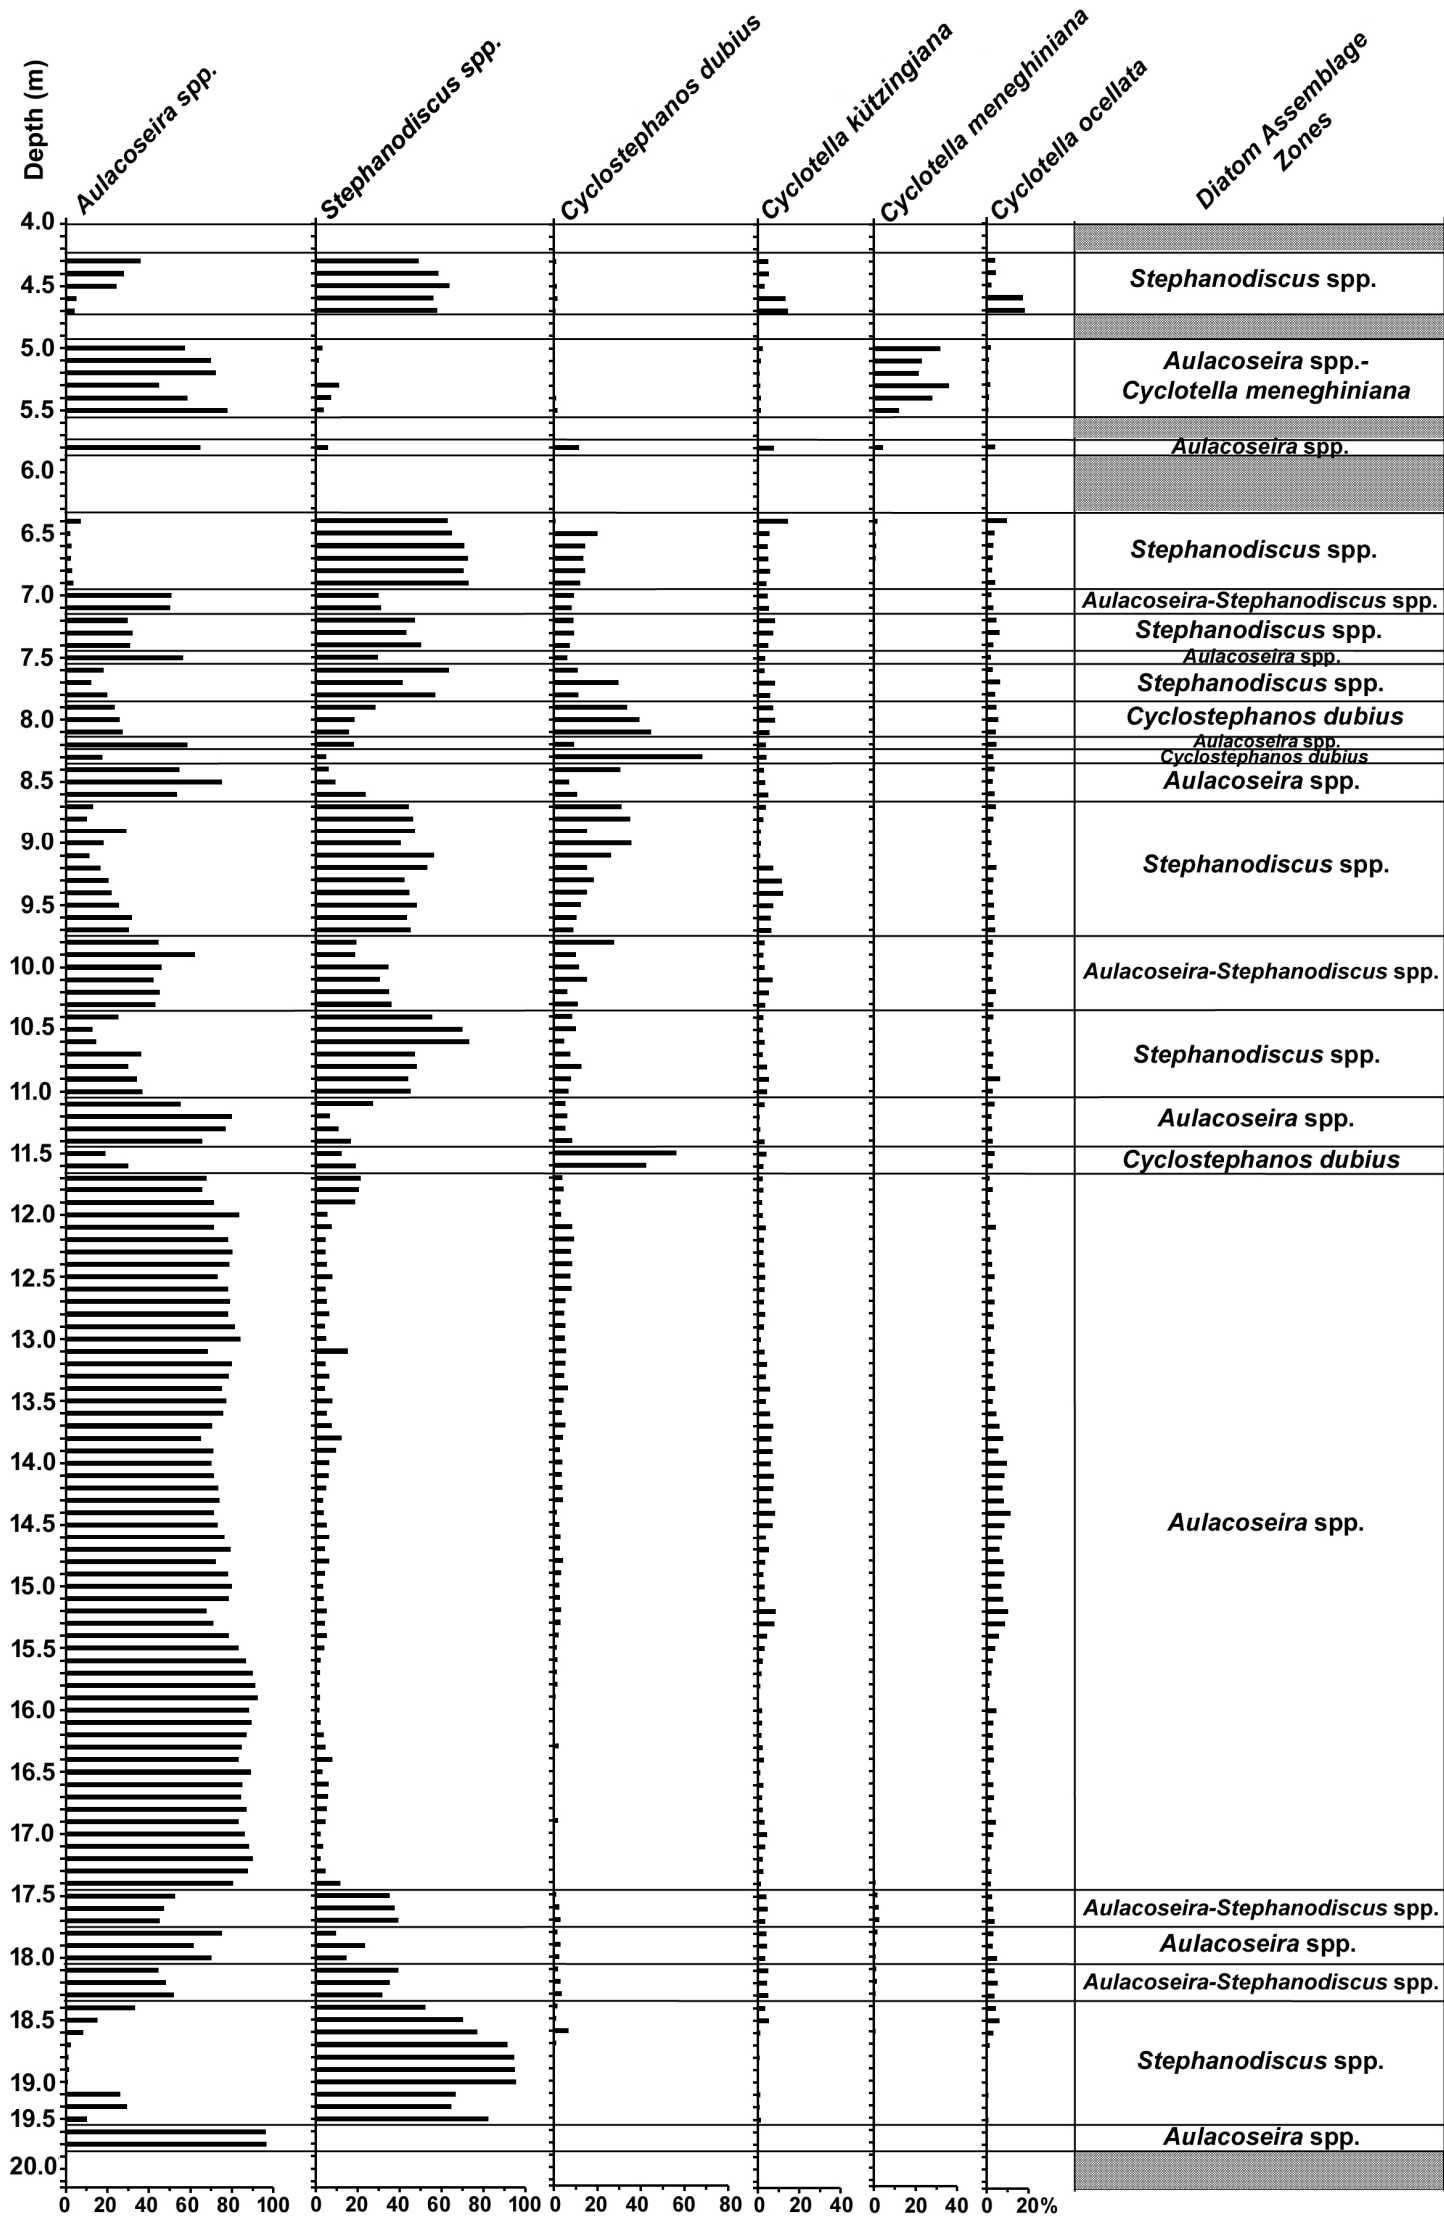 Depth (m)
Aulacoseira spp.
Stephanodiscus spp.
Cyclostephanos dubius
Cyclotella kützingiana
Cyclotella meneghiniana
Cyclotella ocellata
Diatom Assemblage
Zones
4.0
4.5
5.0
5.5
6.0
6.5
7.0
7.5
8.0
8.5
9.0
9.5
10.0
10.5
11.0
11.5
12.0
12.5
13.0
13.5
14.0
14.5
15.0
15.5
16.0
16.5
17.0
17.5
18.0
18.5
19.0
19.5
20.0
Stephanodiscus spp.
Aulacoseira spp.-
Cyclotella meneghiniana
Aulacoseira spp.
Stephanodiscus spp.
Aulacoseira-Stephanodiscus spp.
Stephanodiscus spp.
Aulacoseira spp.
Stephanodiscus spp.
Cyclostephanos dubius
Aulacoseira spp.
Cyclostephanos dubius
Aulacoseira spp.
Stephanodiscus spp.
Aulacoseira-Stephanodiscus spp.
Stephanodiscus spp.
Aulacoseira spp.
Cyclostephanos dubius
Aulacoseira spp.
Aulacoseira-Stephanodiscus spp.
Aulacoseira spp.
Aulacoseira-Stephanodiscus spp.
Stephanodiscus spp.
Aulacoseira spp.
0 20 40 60 80 100
0 20 40 60 80 100
0 20 40 60 80
0 20 40
0 20 40
0 20%